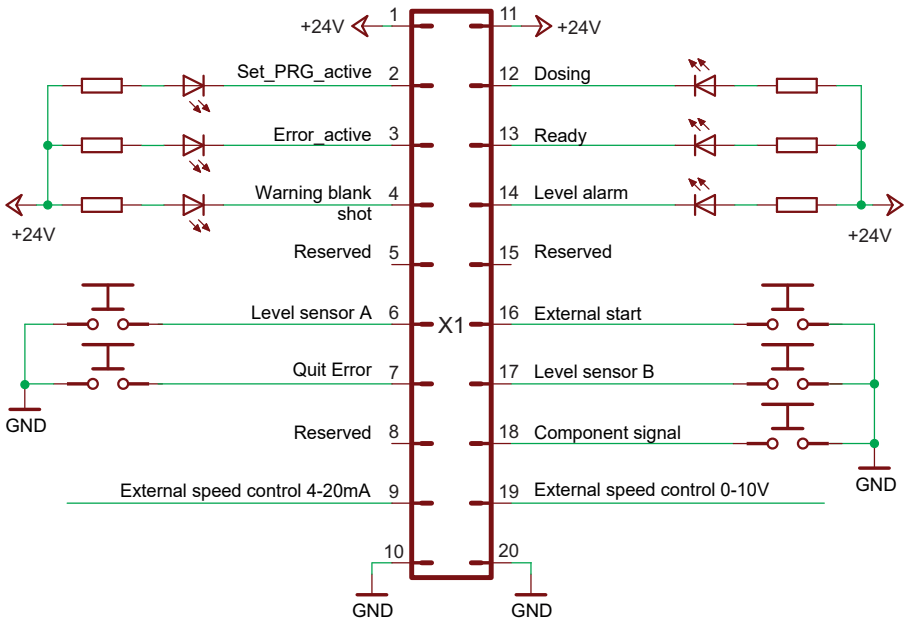 +24V 1 11 +24V
Set_PRG_active 2 12 Dosing
Error_active 3 13 Ready
Warning blank 4 14 Level alarm
shot
+24V +24V
Reserved 5 15 Reserved
Level sensor A 6 X1 16 External start
Quit Error 7 17 Level sensor B
GND
Reserved 8 18 Component signal
GND
External speed control 4-20mA 9 19 External speed control 0-10V
10 20
GND GND